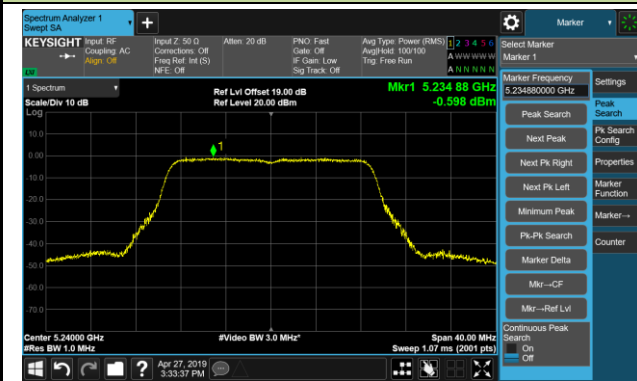 Spectrum Analyzer 1
Swept SA
+
Marker
KEYSIGHT
Input: RF
Coupling: AC
Align: Off
Input Z: 50 Ω
Corrections: Off
Freq Ref: Int (S)
NFE: Off
Atten: 20 dB
PNO: Fast
Gate: Off
IF Gain: Low
Sig Track: Off
Avg Type: Power (RMS)
Avg|Hold: 100/100
Trig: Free Run
1 2 3 4 5 6
A W W W W W
A N N N N N
Select Marker
Marker 1
1 Spectrum
Scale/Div 10 dB
Log
Ref Lvl Offset 19.00 dB
Ref Level 20.00 dBm
Mkr1 5.234 88 GHz
-0.598 dBm
Marker Frequency
5.234880000 GHz
Peak Search
Next Peak
Next Pk Right
Next Pk Left
Minimum Peak
Pk-Pk Search
Marker Delta
Mkr→CF
Mkr→Ref Lvl
Continuous Peak
Search
On
Off
Settings
Peak
Search
Pk Search
Config
Properties
Marker
Function
Marker→
Counter
1
10.0
0.00
-10.0
-20.0
-30.0
-40.0
-50.0
-60.0
-70.0
Center 5.24000 GHz
#Res BW 1.0 MHz
#Video BW 3.0 MHz*
Span 40.00 MHz
Sweep 1.07 ms (2001 pts)
?
Apr 27, 2019
3:33:37 PM